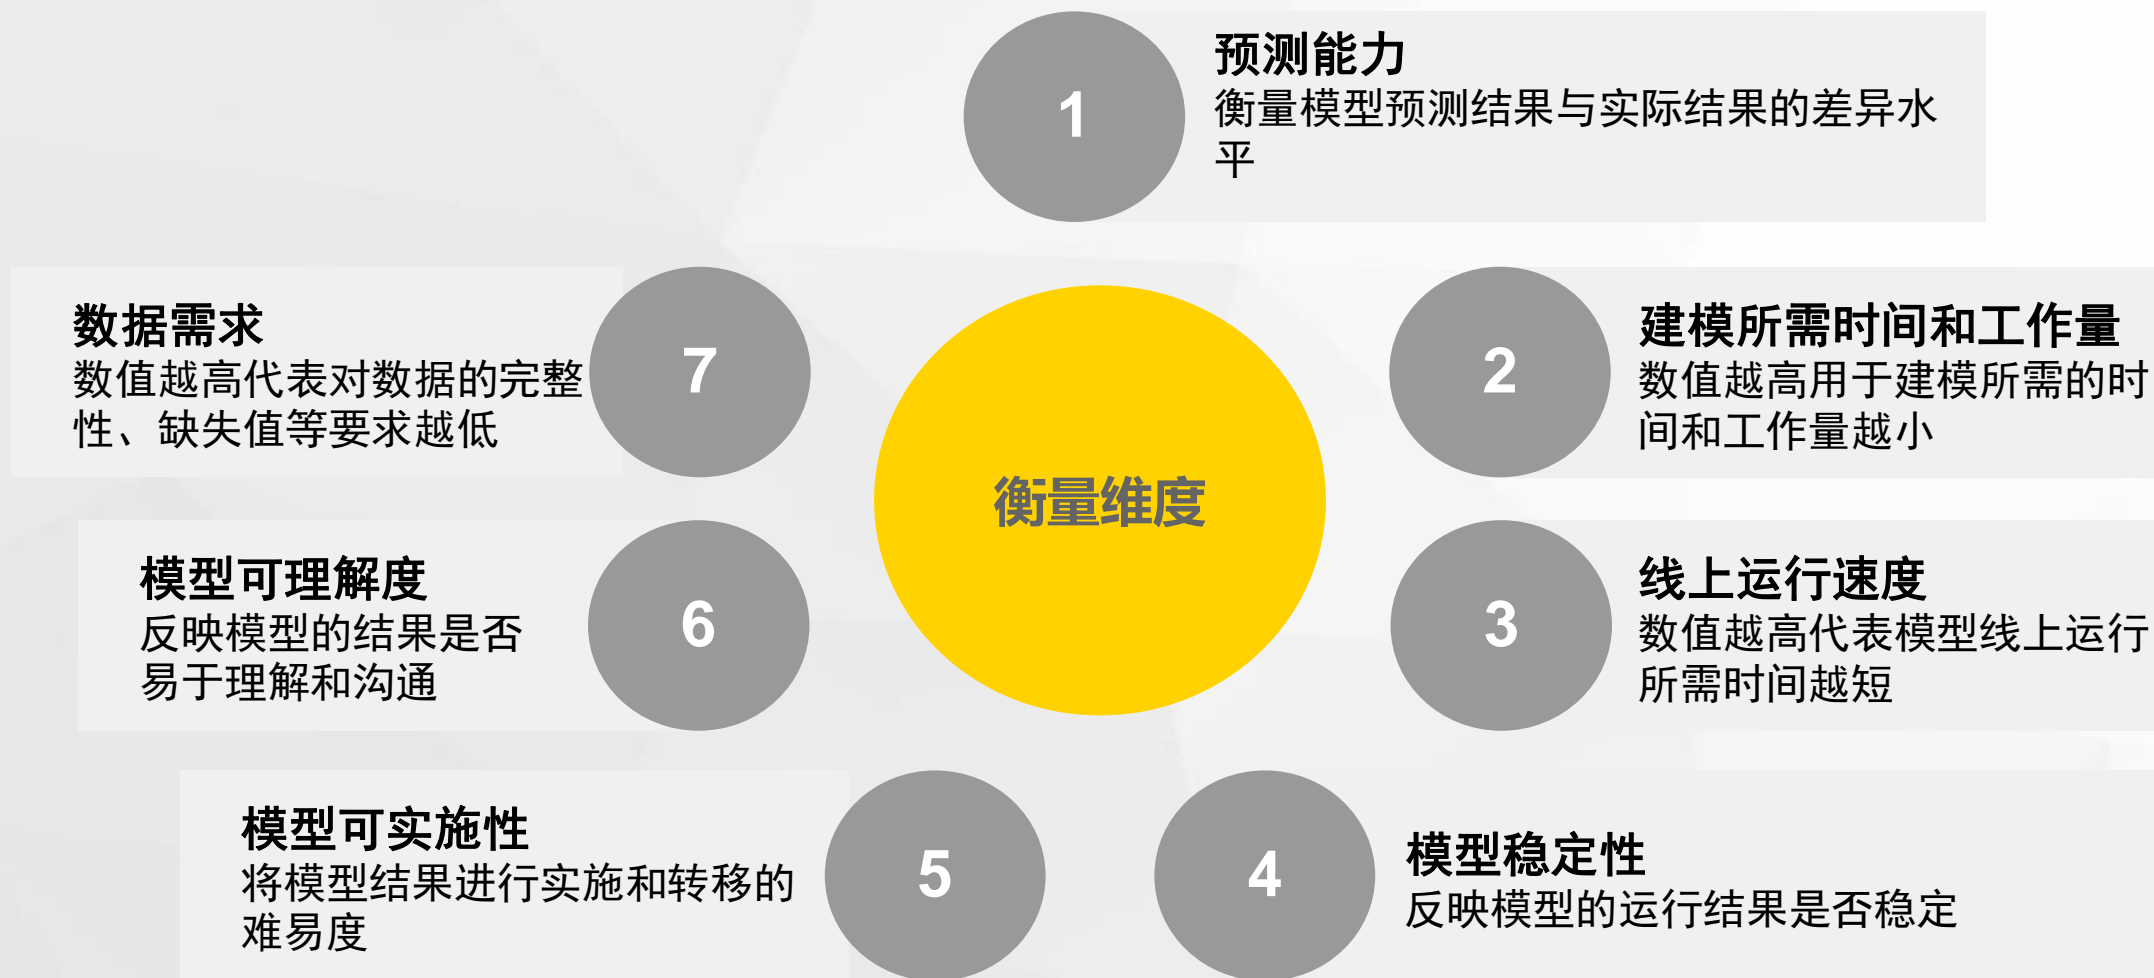 1
预测能力
衡量模型预测结果与实际结果的差异水
平
2
建模所需时间和工作量
数值越高用于建模所需的时
间和工作量越小
3
线上运行速度
数值越高代表模型线上运行
所需时间越短
4
模型稳定性
反映模型的运行结果是否稳定
5
模型可实施性
将模型结果进行实施和转移的
难易度
6
模型可理解度
反映模型的结果是否
易于理解和沟通
7
数据需求
数值越高代表对数据的完整
性、缺失值等要求越低
衡量维度